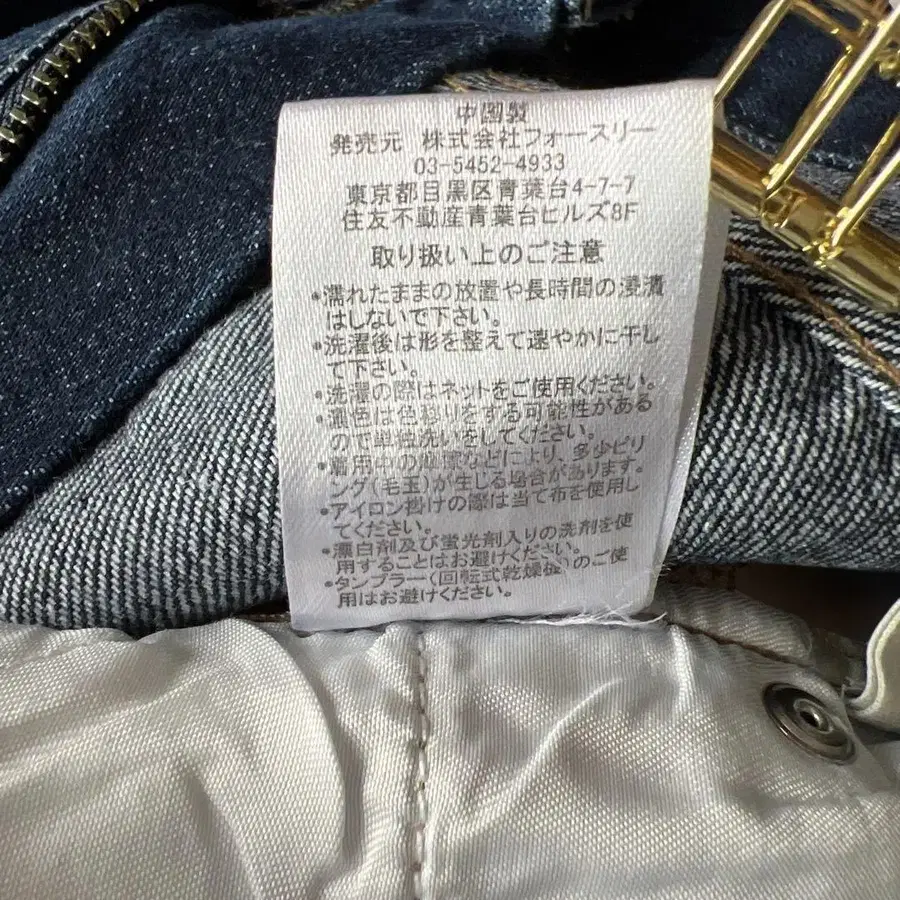 中国製
発売元 株式会社フォースリー
03-5452-4933
東京都目黒区青葉台4-7-7
住友不動産青葉台ヒルズ8F
取り扱い上のご注意
•濡れたままの放置や長時間の浸漬
はしないで下さい。
•洗濯後は形を整えて速やかに干し
て下さい。
•洗濯の際はネットをご使用ください。
•濃色は色移りをする可能性がある
ので単独洗いをしてください。
•着用中の摩擦などにより、多少ピリ
ング(毛玉)が生じる場合があります。
•アイロン掛けの際は当て布を使用し
てください。
•漂白剤及び蛍光剤入りの洗剤を使
用することはお避けください。
•タンブラー(回転式乾燥機)のご使
用はお避けください。